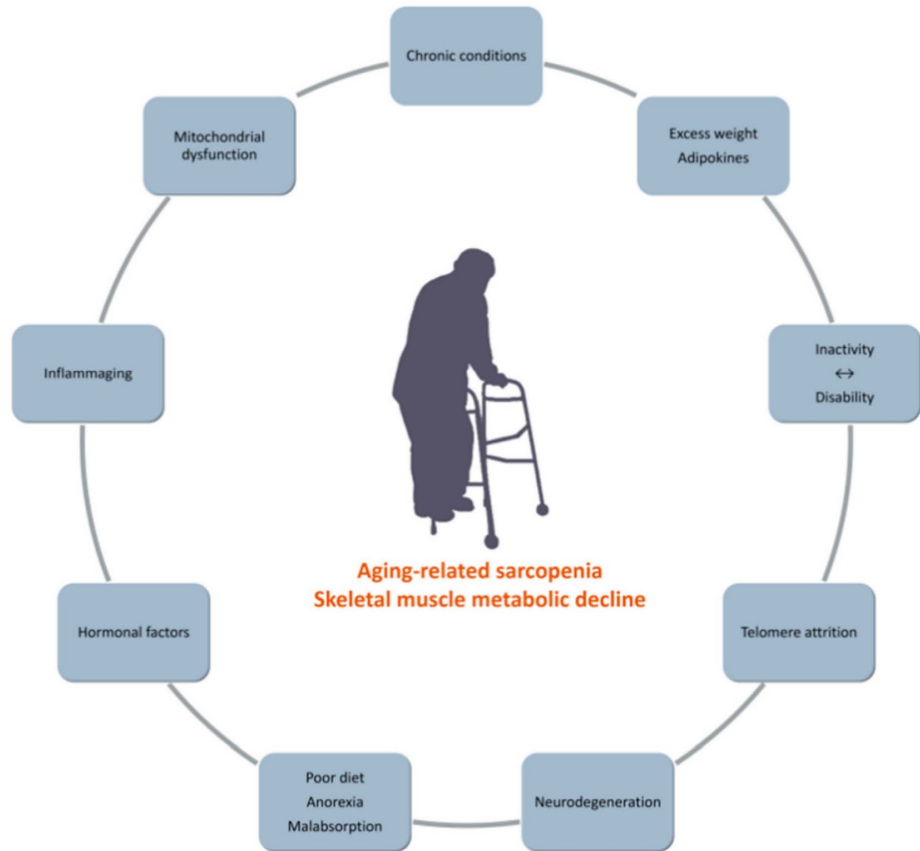 Chronic conditions
Excess weight
Adipokines
Inactivity
↔
Disability
Telomere attrition
Neurodegeneration
Poor diet
Anorexia
Malabsorption
Hormonal factors
Inflammaging
Mitochondrial
dysfunction
Aging-related sarcopenia
Skeletal muscle metabolic decline